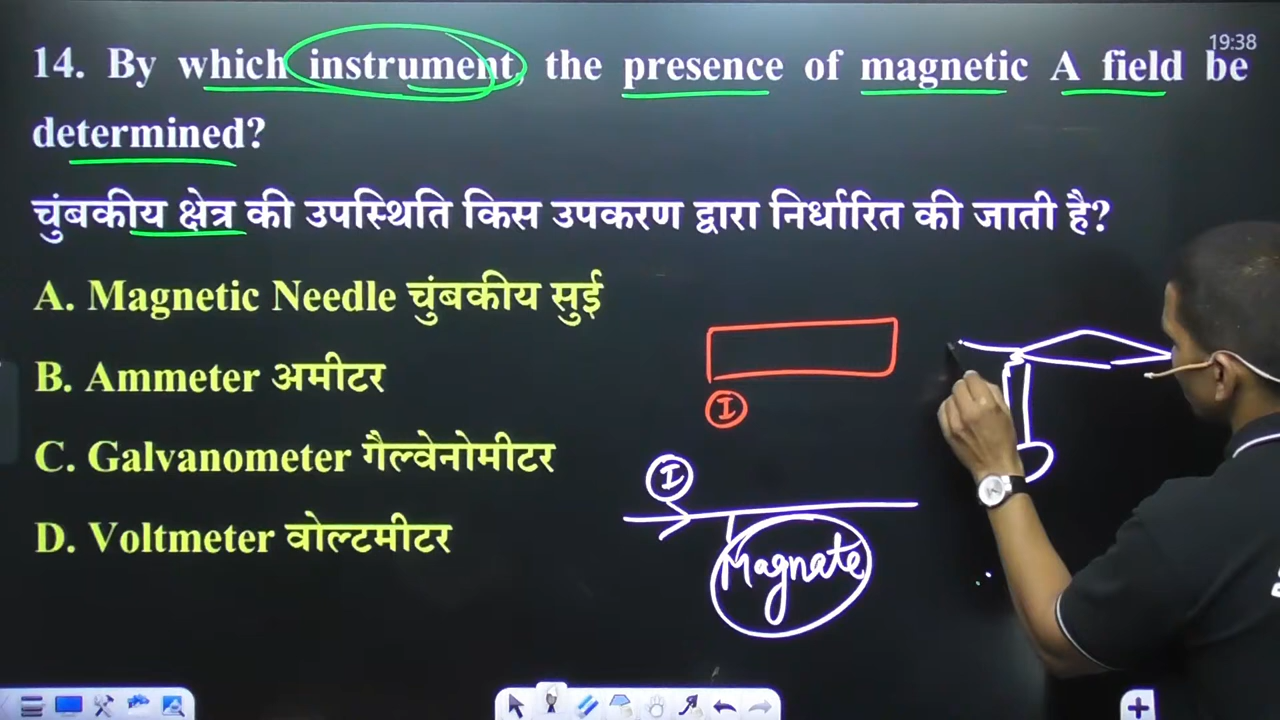 19:38
14. By which instrument, the presence of magnetic A field be
determined?
चुंबकीय क्षेत्र की उपस्थिति किस उपकरण द्वारा निर्धारित की जाती है?
A. Magnetic Needle चुंबकीय सुई
B. Ammeter अमीटर
I
C. Galvanometer गैल्वेनोमीटर
I
D. Voltmeter वोल्टमीटर
Magnate